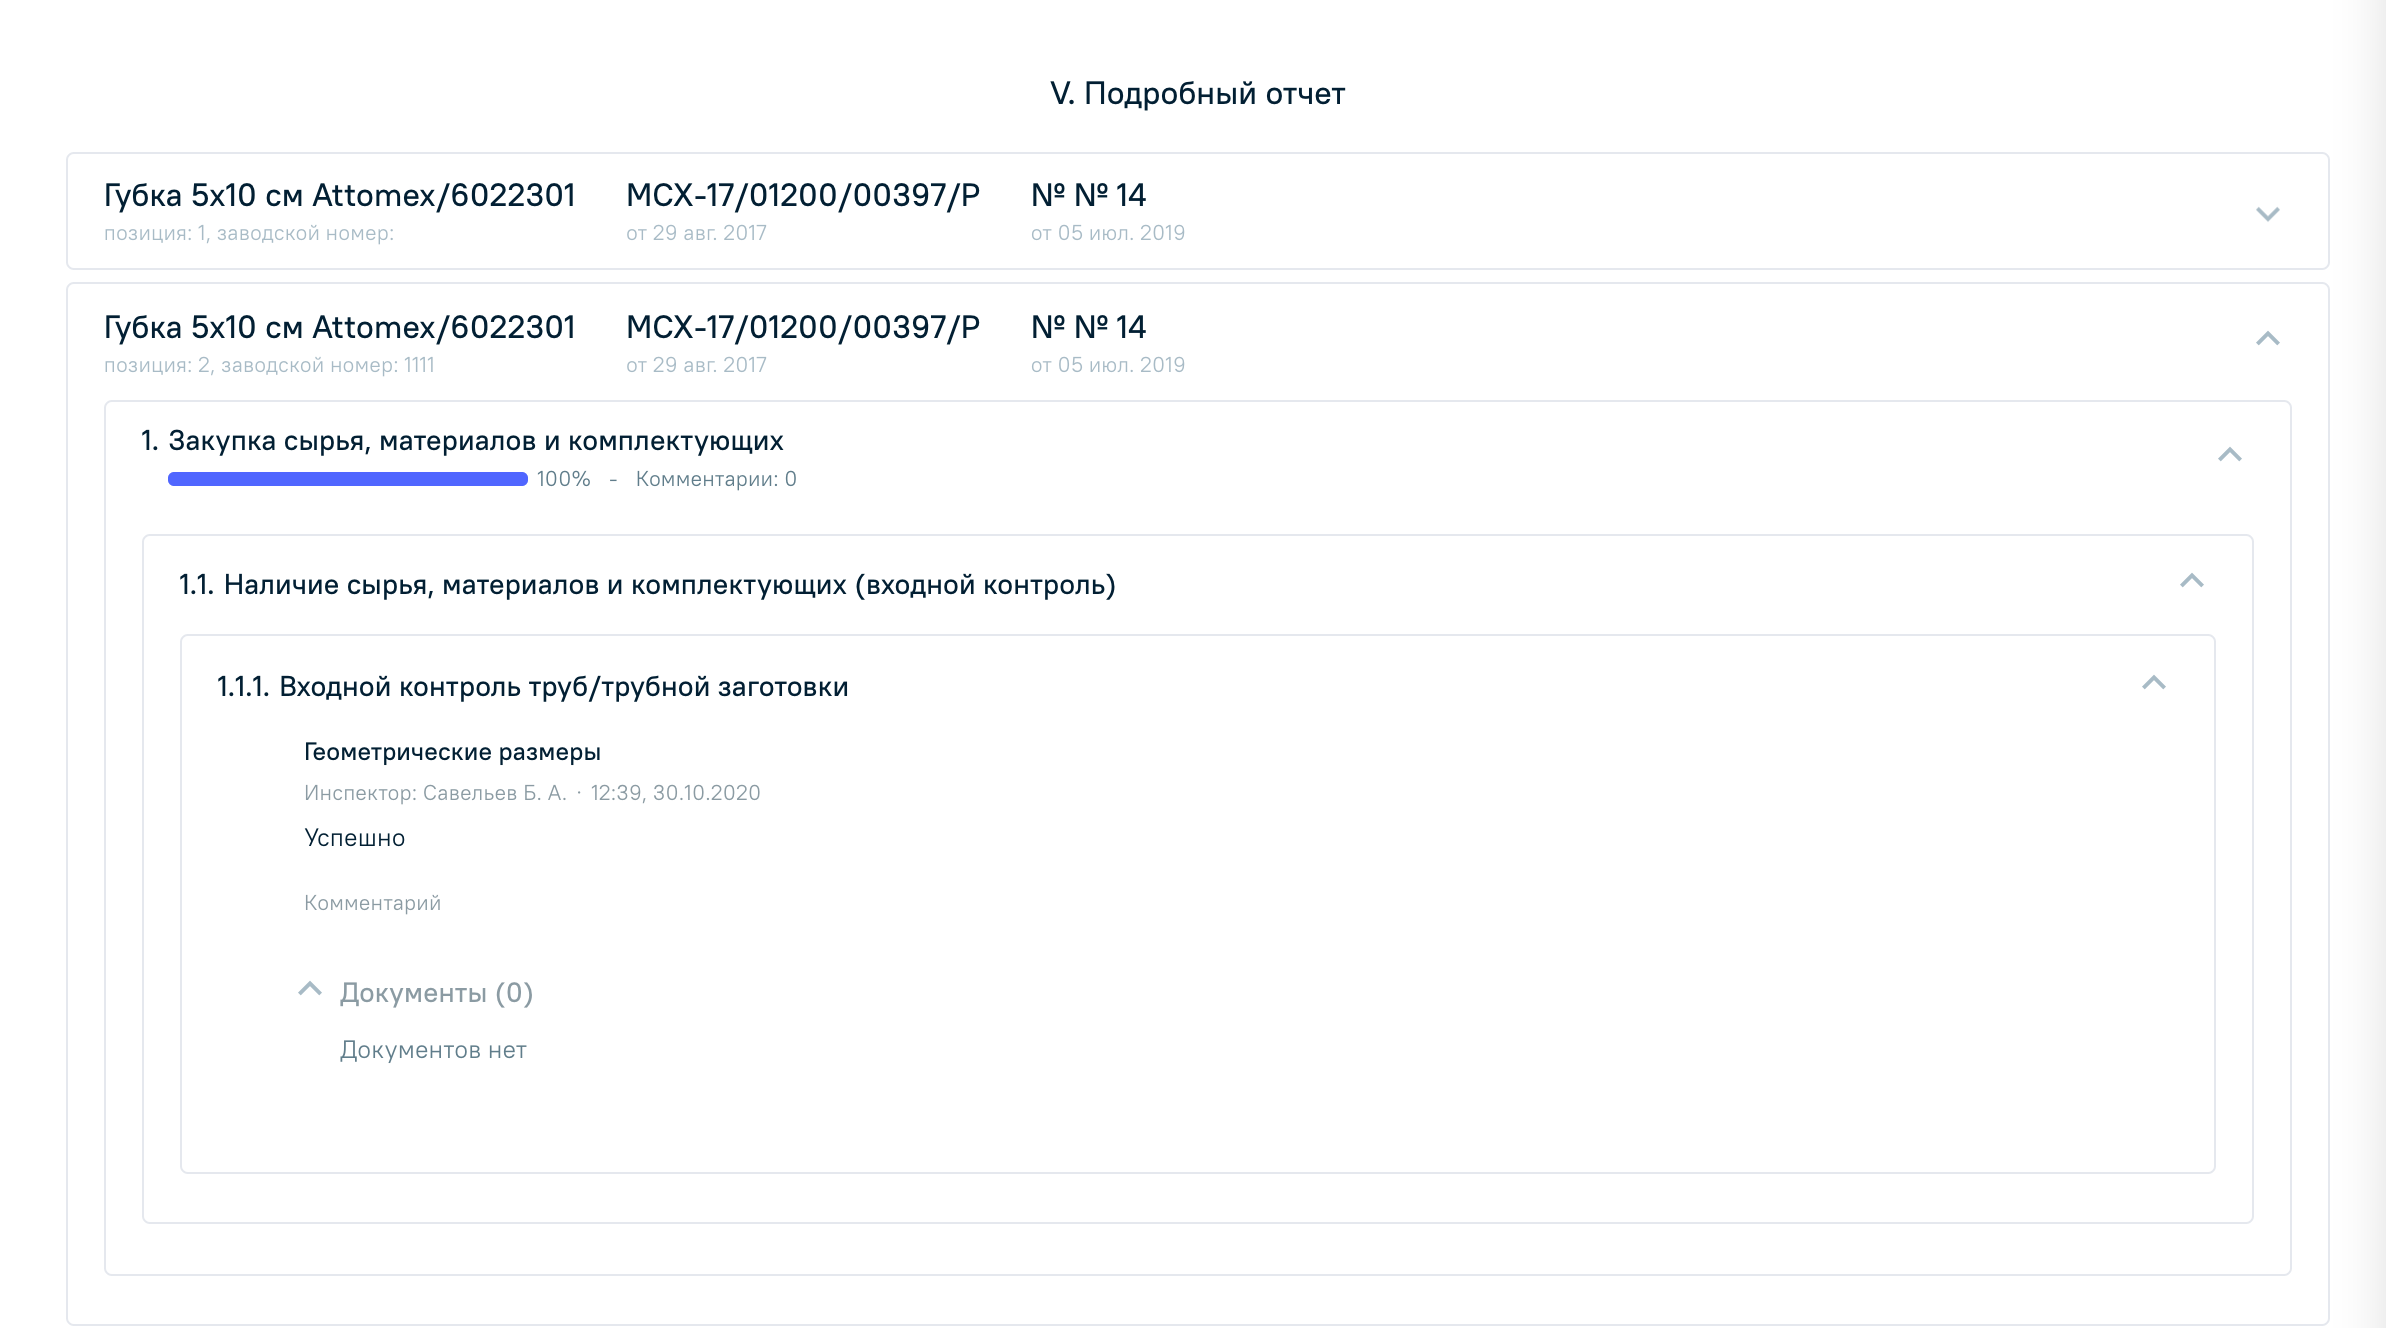 V. Подробный отчет
Губка 5x10 см Attomex/6022301 МСХ-17/01200/00397/Р № № 14
позиция: 1, заводской номер: от 29 авг. 2017 от 05 июл. 2019
Губка 5x10 см Attomex/6022301 МСХ-17/01200/00397/Р № № 14
позиция: 2, заводской номер: 1111 от 29 авг. 2017 от 05 июл. 2019
1. Закупка сырья, материалов и комплектующих
100% - Комментарии: 0
1.1. Наличие сырья, материалов и комплектующих (входной контроль)
1.1.1. Входной контроль труб/трубной заготовки
Геометрические размеры
Инспектор: Савельев Б. А. · 12:39, 30.10.2020
Успешно
Комментарий
Документы (0)
Документов нет